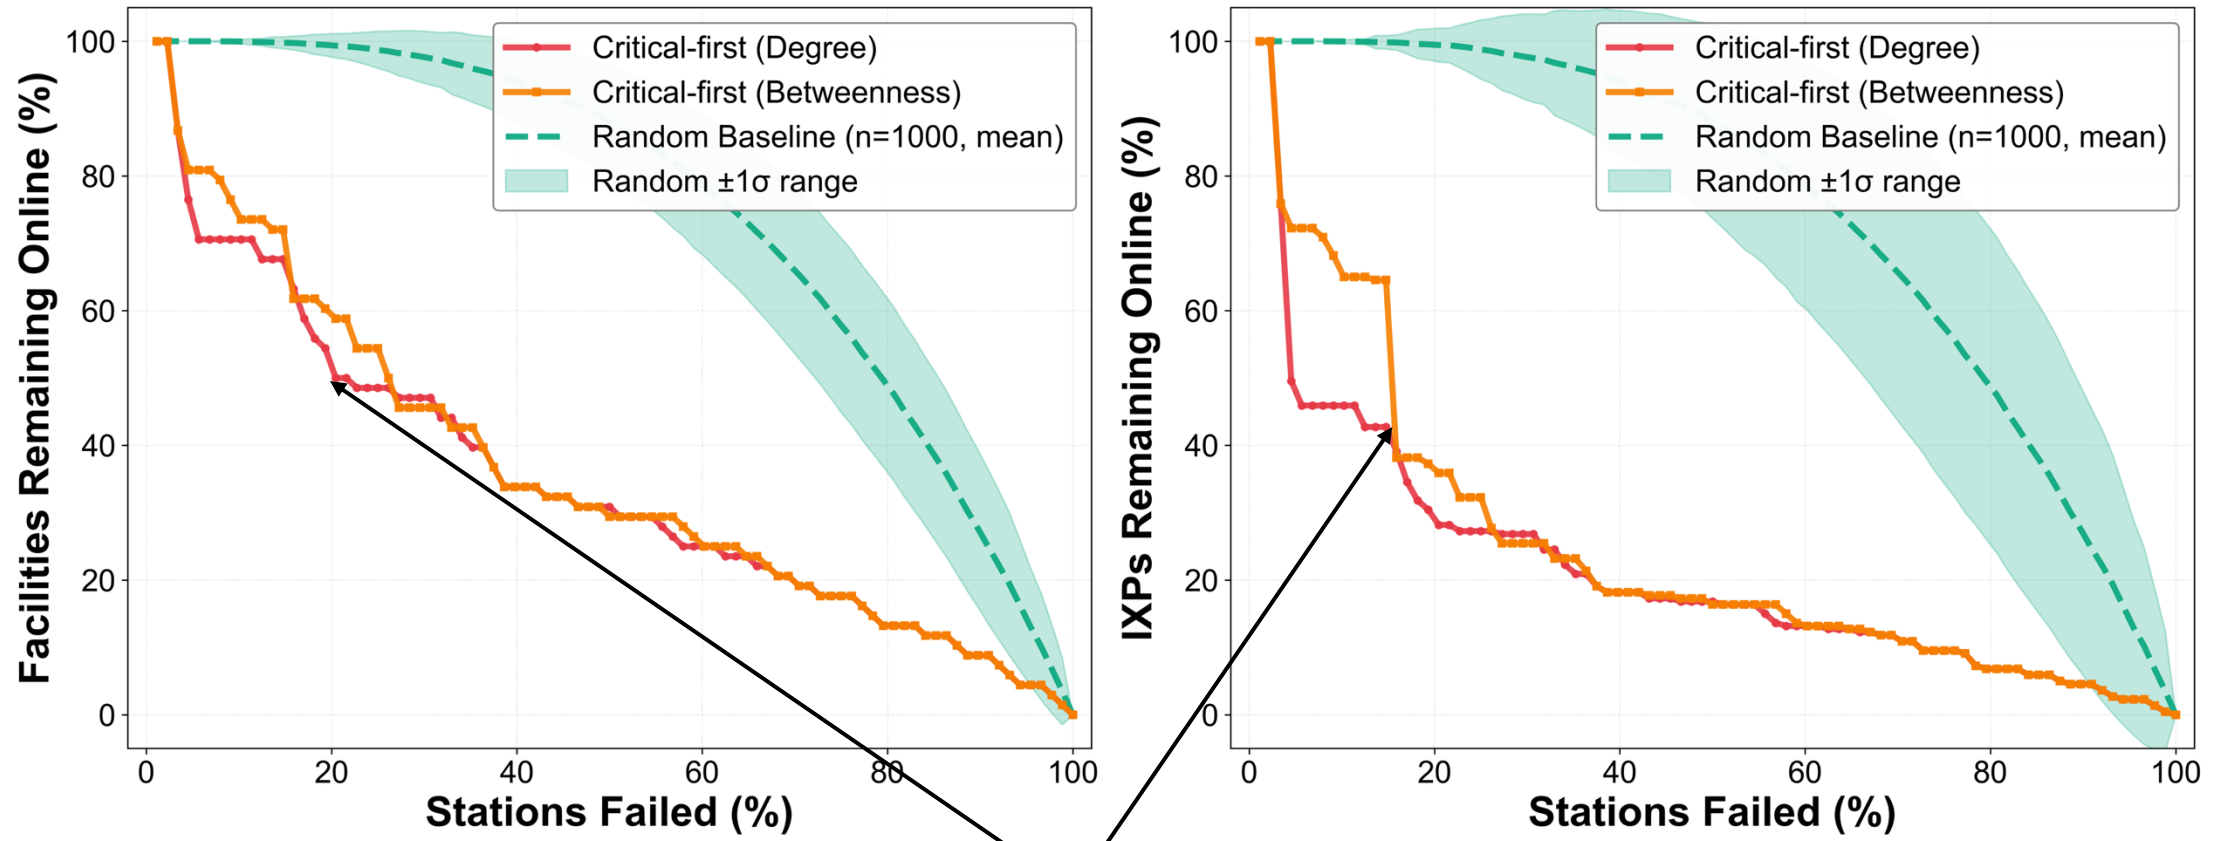 Facilities Remaining Online (%)
100
80
60
40
20
0
Critical-first (Degree)
Critical-first (Betweenness)
Random Baseline (n=1000, mean)
Random ±1σ range
0 20 40 60 80 100
Stations Failed (%)
IXPs Remaining Online (%)
100
80
60
40
20
0
Critical-first (Degree)
Critical-first (Betweenness)
Random Baseline (n=1000, mean)
Random ±1σ range
0 20 40 60 80 100
Stations Failed (%)